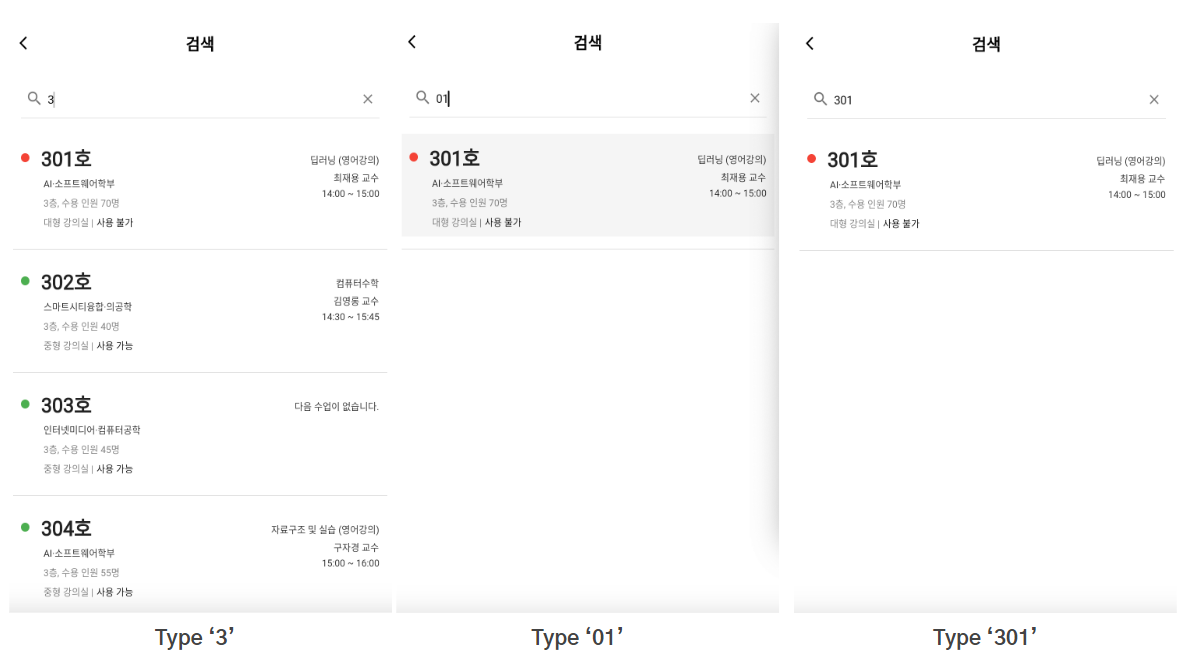 검색
3
301호
딥러닝 (영어강의)
AI·소프트웨어학부
최재용 교수
3층, 수용 인원 70명
14:00 ~ 15:00
대형 강의실 | 사용 불가
302호
컴퓨터수학
스마트시티융합·의공학
김영롱 교수
3층, 수용 인원 40명
14:30 ~ 15:45
중형 강의실 | 사용 가능
303호
다음 수업이 없습니다.
인터넷미디어·컴퓨터공학
3층, 수용 인원 45명
중형 강의실 | 사용 가능
304호
자료구조 및 실습 (영어강의)
AI·소프트웨어학부
구자경 교수
3층, 수용 인원 55명
15:00 ~ 16:00
중형 강의실 | 사용 가능
Type ‘3’
검색
01
301호
딥러닝 (영어강의)
AI·소프트웨어학부
최재용 교수
3층, 수용 인원 70명
14:00 ~ 15:00
대형 강의실 | 사용 불가
Type ‘01’
검색
301
301호
딥러닝 (영어강의)
AI·소프트웨어학부
최재용 교수
3층, 수용 인원 70명
14:00 ~ 15:00
대형 강의실 | 사용 불가
Type ‘301’